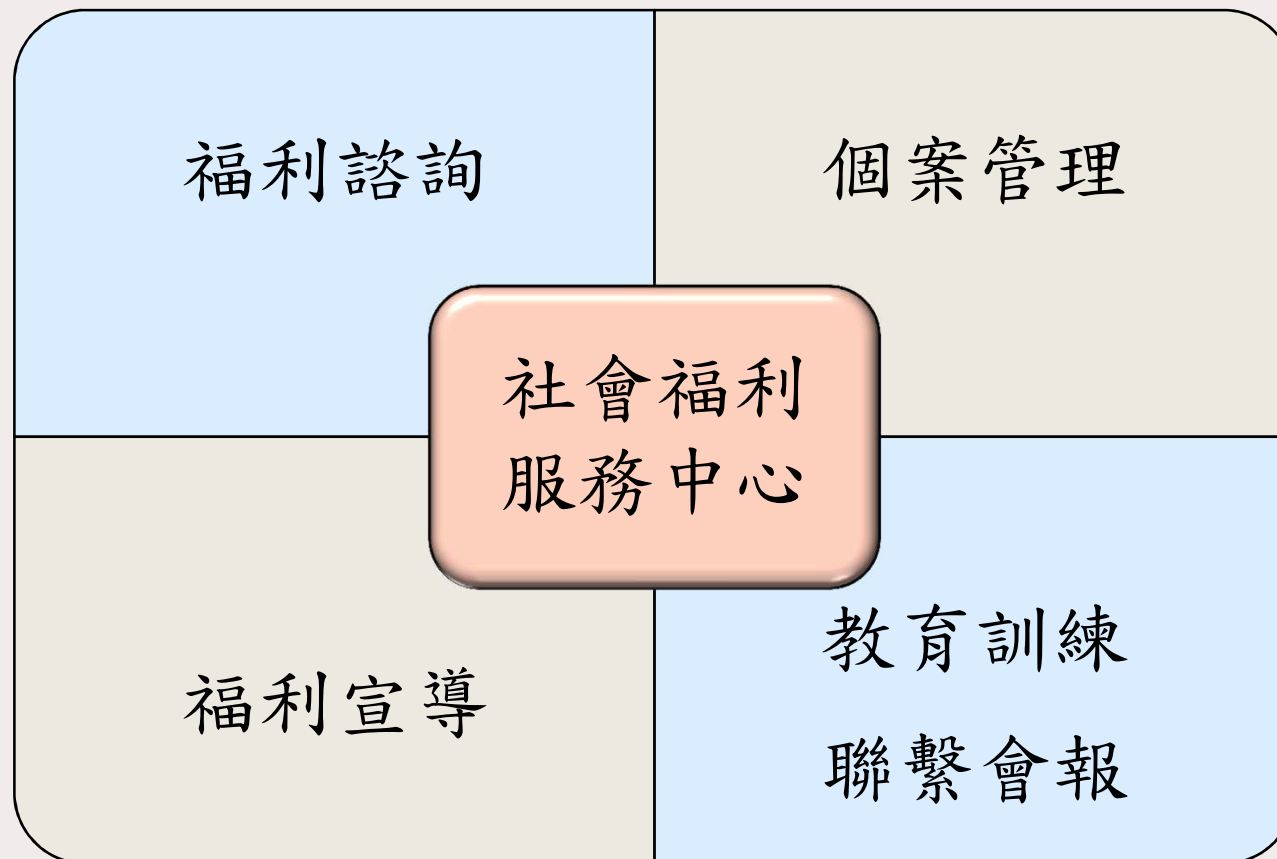 福利諮詢
個案管理
社會福利
服務中心
福利宣導
教育訓練
聯繫會報